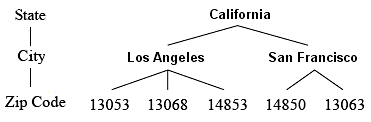 State California
City Los Angeles San Francisco
Zip Code 13053 13068 14853 14850 13063